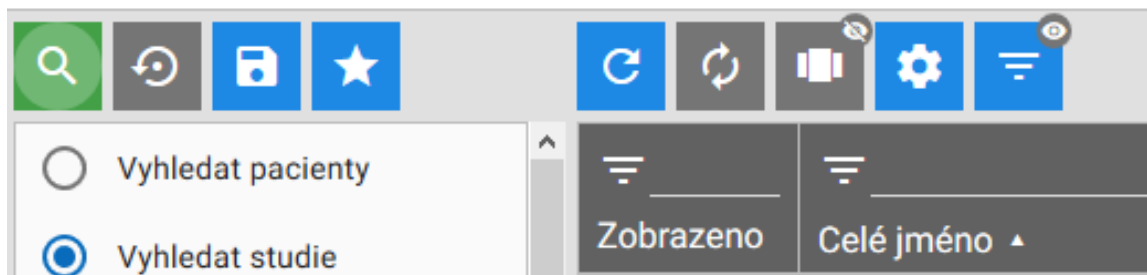 Vyhledat pacienty
Vyhledat studie
Zobrazeno
Celé jméno